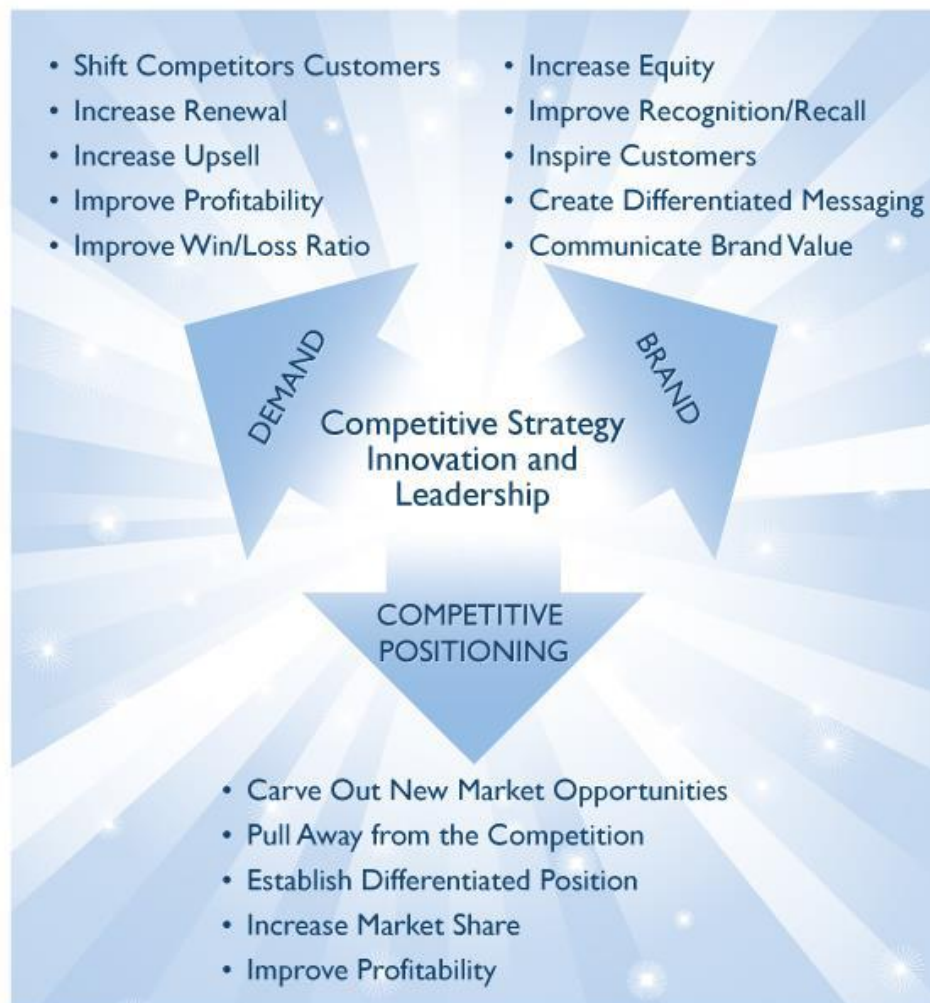 • Shift Competitors Customers
• Increase Renewal
• Increase Upsell
• Improve Profitability
• Improve Win/Loss Ratio
• Increase Equity
• Improve Recognition/Recall
• Inspire Customers
• Create Differentiated Messaging
• Communicate Brand Value
DEMAND
BRAND
Competitive Strategy
Innovation and
Leadership
COMPETITIVE
POSITIONING
• Carve Out New Market Opportunities
• Pull Away from the Competition
• Establish Differentiated Position
• Increase Market Share
• Improve Profitability